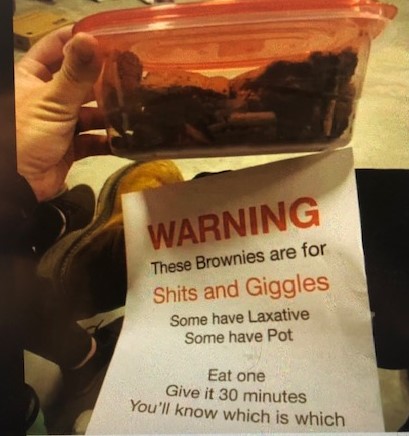 WARNING
These Brownies are for
Shits and Giggles
Some have Laxative
Some have Pot
Eat one
Give it 30 minutes
You'll know which is which